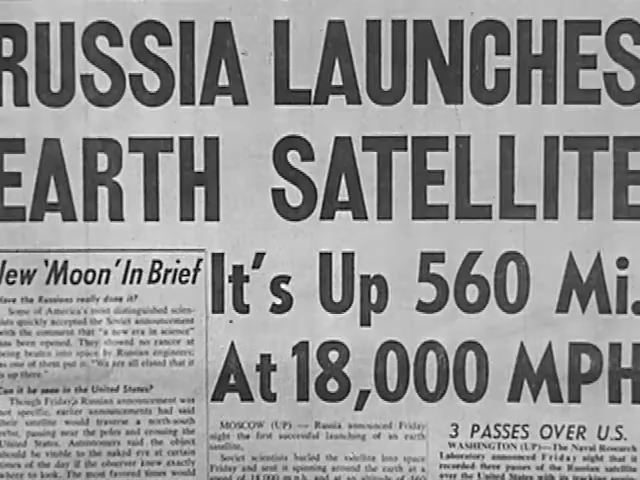 RUSSIA LAUNCHES
EARTH SATELLITE
New 'Moon' In Brief
Have the Russians really done it?
Some of America's most distinguished scien-
tists quickly accepted the Soviet announcement
with the comment that "a new era in science"
has been opened. They showed no rancor at
being beaten into space by Russian engineers;
as one of them put it, "We are all elated that it
is up there."
Can it be seen in the United States?
Though Friday's Russian announcement was
not specific, earlier announcements had said
their satellite would traverse a north-south
orbit, passing near the poles and crossing the
United States. Astronomers said the object
should be visible to the naked eye at certain
times of the day if the observer knew exactly
where to look. The most favored times would
It's Up 560 Mi.
At 18,000 MPH
MOSCOW (UP) — Russia announced Friday
night the first successful launching of an earth
satellite.
Soviet scientists hurled the satellite into space
Friday and sent it spinning around the earth at a
speed of 18,000 m.p.h. and at an altitude of 560
3 PASSES OVER U.S.
WASHINGTON (UP)—The Naval Research
Laboratory announced Friday night that it
recorded three passes of the Russian satellite
over the United States with its tracking